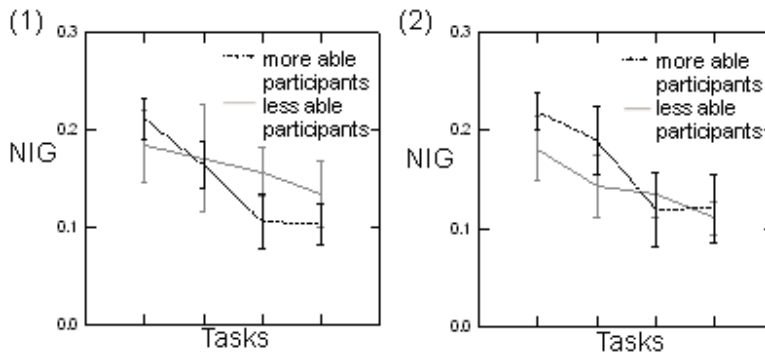 (1)
0.3
more able
participants
less able
participants
0.2
NIG
0.1
0.0
Tasks
(2)
0.3
more able
participants
less able
participants
0.2
NIG
0.1
0.0
Tasks